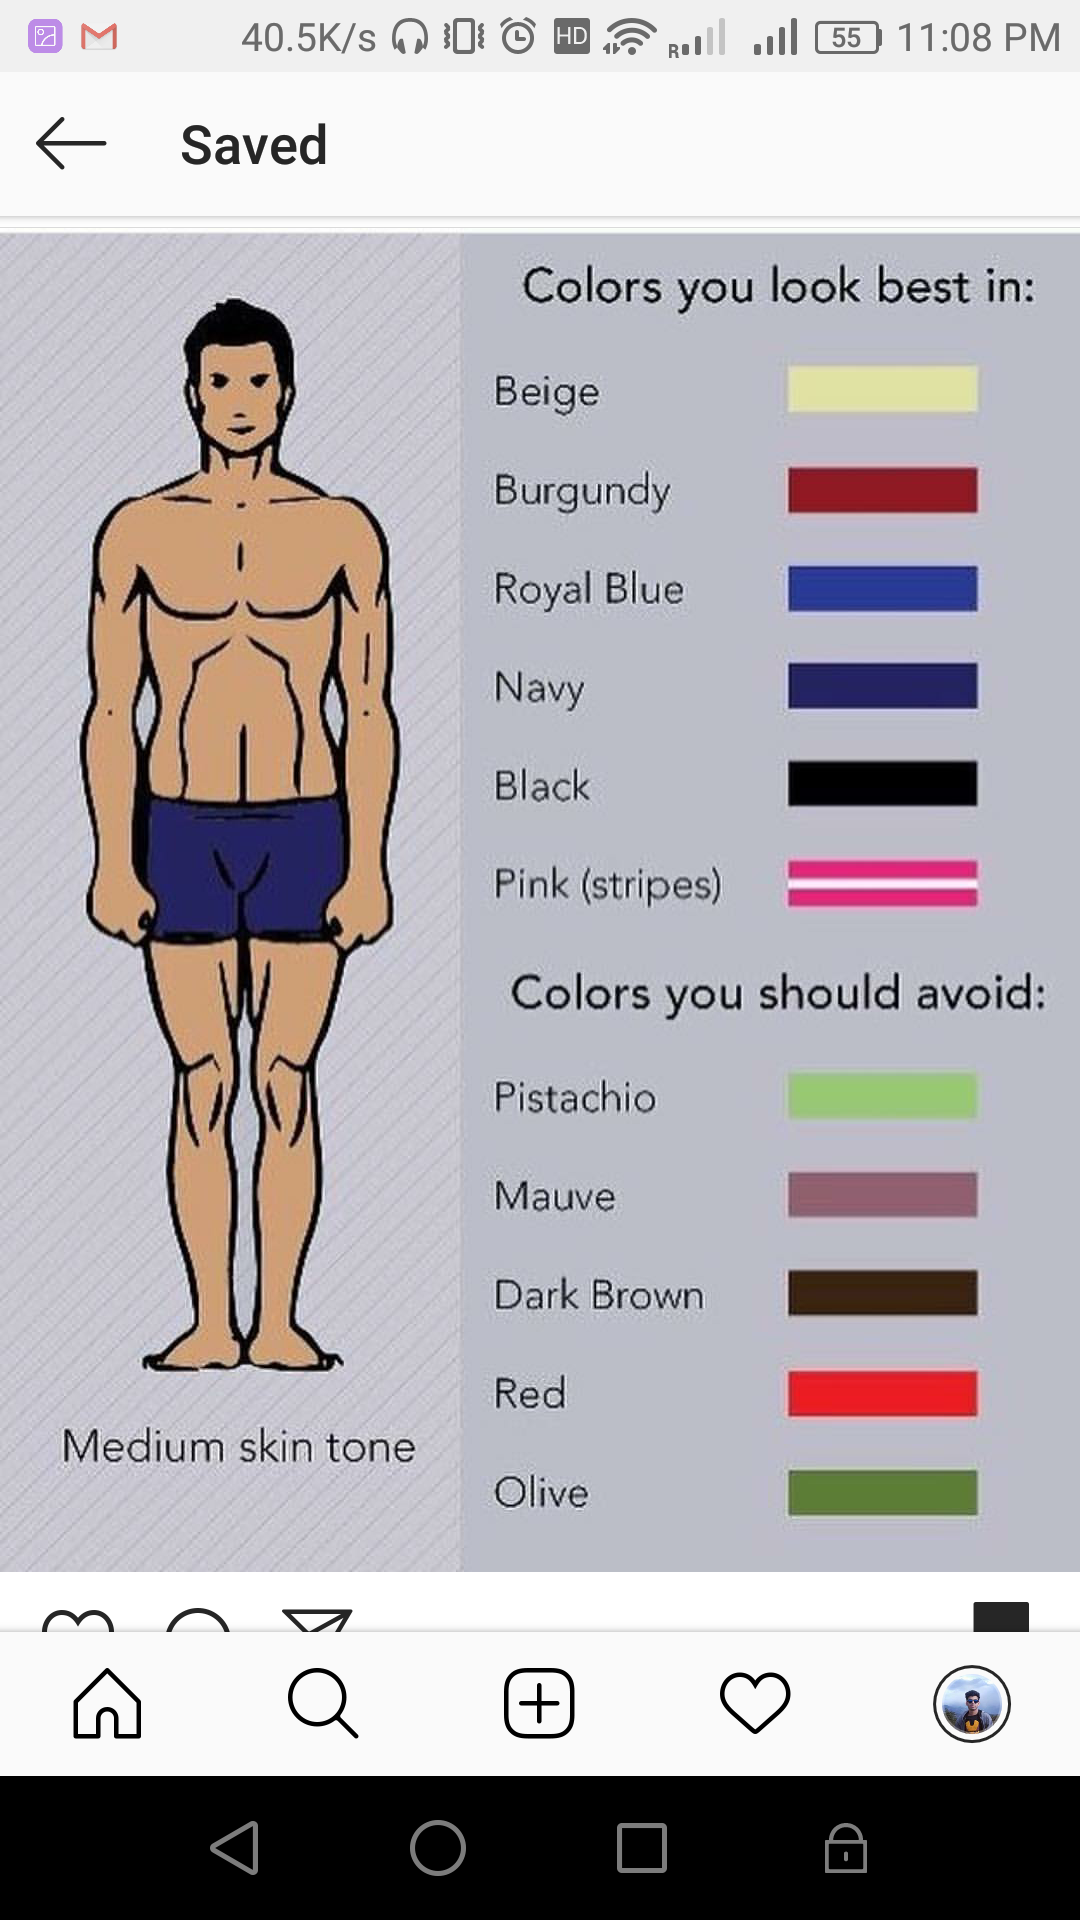 40.5K/s HD R 55 11:08 PM
Saved
Colors you look best in:
Beige
Burgundy
Royal Blue
Navy
Black
Pink (stripes)
Colors you should avoid:
Pistachio
Mauve
Dark Brown
Red
Olive
Medium skin tone